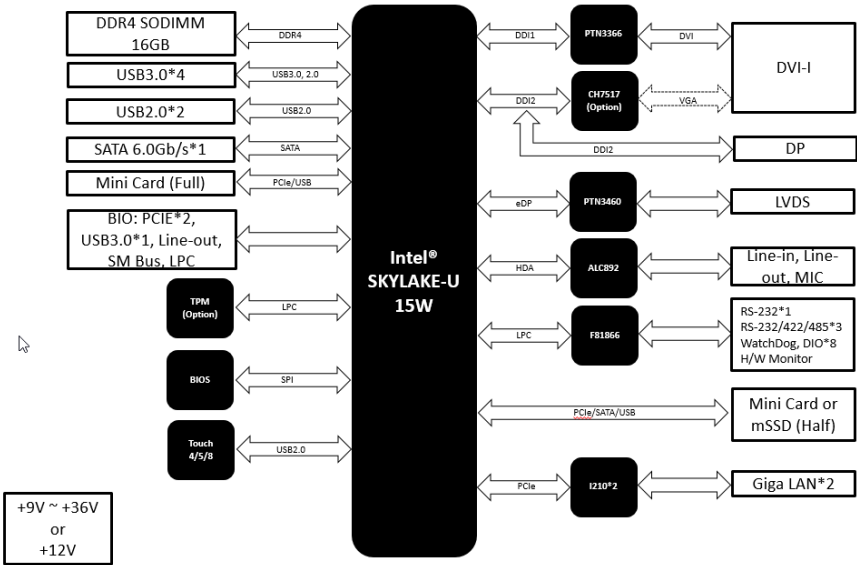 DDR4 SODIMM
16GB
DDR4
USB3.0*4
USB3.0, 2.0
USB2.0*2
USB2.0
SATA 6.0Gb/s*1
SATA
Mini Card (Full)
PCIe/USB
BIO: PCIE*2,
USB3.0*1, Line-out,
SM Bus, LPC
TPM
(Option)
LPC
BIOS
SPI
Touch
4/5/8
USB2.0
+9V ~ +36V
or
+12V
Intel®
SKYLAKE-U
15W
DDI1
PTN3366
DVI
DVI-I
DDI2
CH7517
(Option)
VGA
DDI2
DP
eDP
PTN3460
LVDS
HDA
ALC892
Line-in, Line-
out, MIC
LPC
F81866
RS-232*1
RS-232/422/485*3
WatchDog, DIO*8
H/W Monitor
PCIe/SATA/USB
Mini Card or
mSSD (Half)
PCIe
I210*2
Giga LAN*2